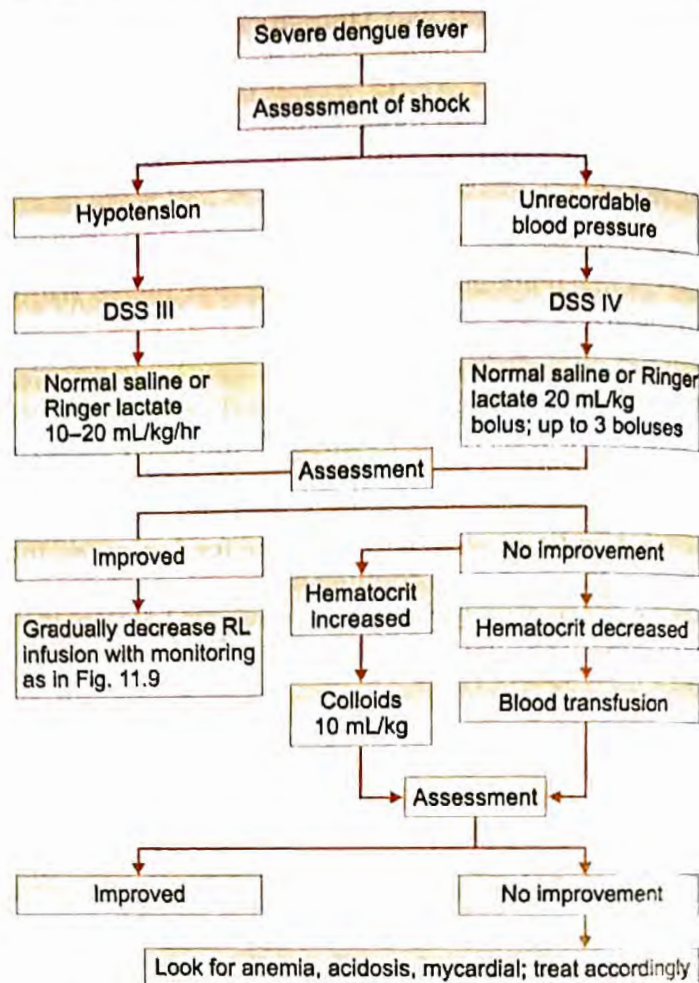 Severe dengue fever
Assessment of shock
Hypotension
Unrecordable
blood pressure
DSS III
DSS IV
Normal saline or
Ringer lactate
10–20 mL/kg/hr
Normal saline or Ringer
lactate 20 mL/kg
bolus; up to 3 boluses
Assessment
Improved
No improvement
Gradually decrease RL
infusion with monitoring
as in Fig. 11.9
Hematocrit
Increased
Hematocrit decreased
Colloids
10 mL/kg
Blood transfusion
Assessment
Improved
No improvement
Look for anemia, acidosis, mycardial; treat accordingly